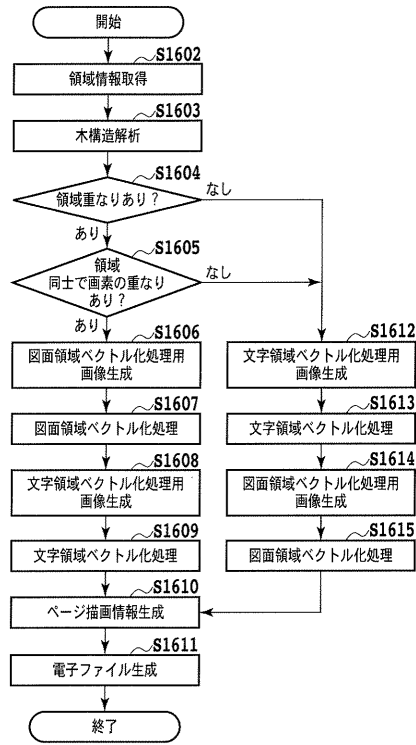 開始
S1602
領域情報取得
S1603
木構造解析
S1604
領域重なりあり？
なし
あり
S1605
領域
同士で画素の重なり
あり？
なし
あり
S1606
図面領域ベクトル化処理用
画像生成
S1607
図面領域ベクトル化処理
S1608
文字領域ベクトル化処理用
画像生成
S1609
文字領域ベクトル化処理
S1612
文字領域ベクトル化処理用
画像生成
S1613
文字領域ベクトル化処理
S1614
図面領域ベクトル化処理用
画像生成
S1615
図面領域ベクトル化処理
S1610
ページ描画情報生成
S1611
電子ファイル生成
終了